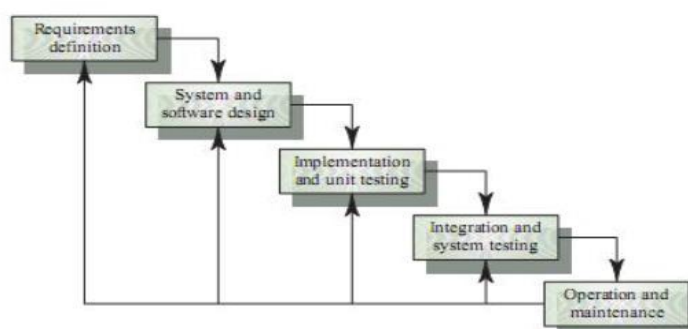 Requirements
definition
System and
software design
Implementation
and unit testing
Integration and
system testing
Operation and
maintenance